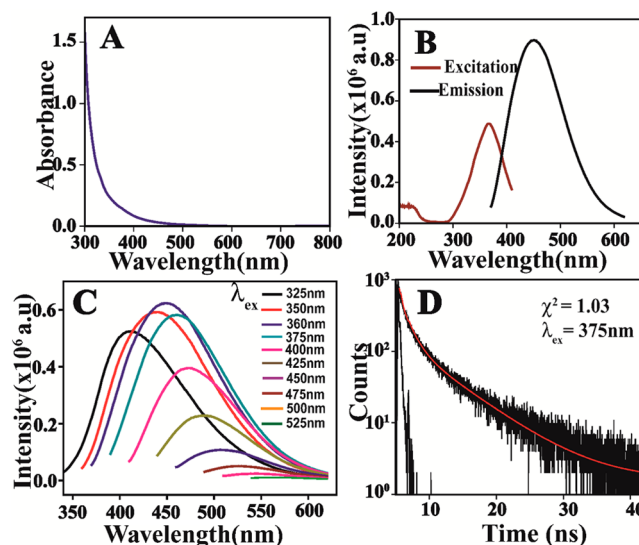 A
Absorbance
1.5
1.0
0.5
0.0
300 400 500 600 700 800
Wavelength(nm)
B
Excitation
Emission
Intensity(x10⁶ a.u)
1.0
0.8
0.6
0.4
0.2
0.0
200 300 400 500 600
Wavelength(nm)
C
λex
325nm
350nm
360nm
375nm
400nm
425nm
450nm
475nm
500nm
525nm
Intensity(x10⁶ a.u)
0.6
0.4
0.2
0.0
350 400 450 500 550 600
Wavelength(nm)
D
χ² = 1.03
λex = 375nm
Counts
10³
10²
10¹
10⁰
10 20 30 40
Time (ns)